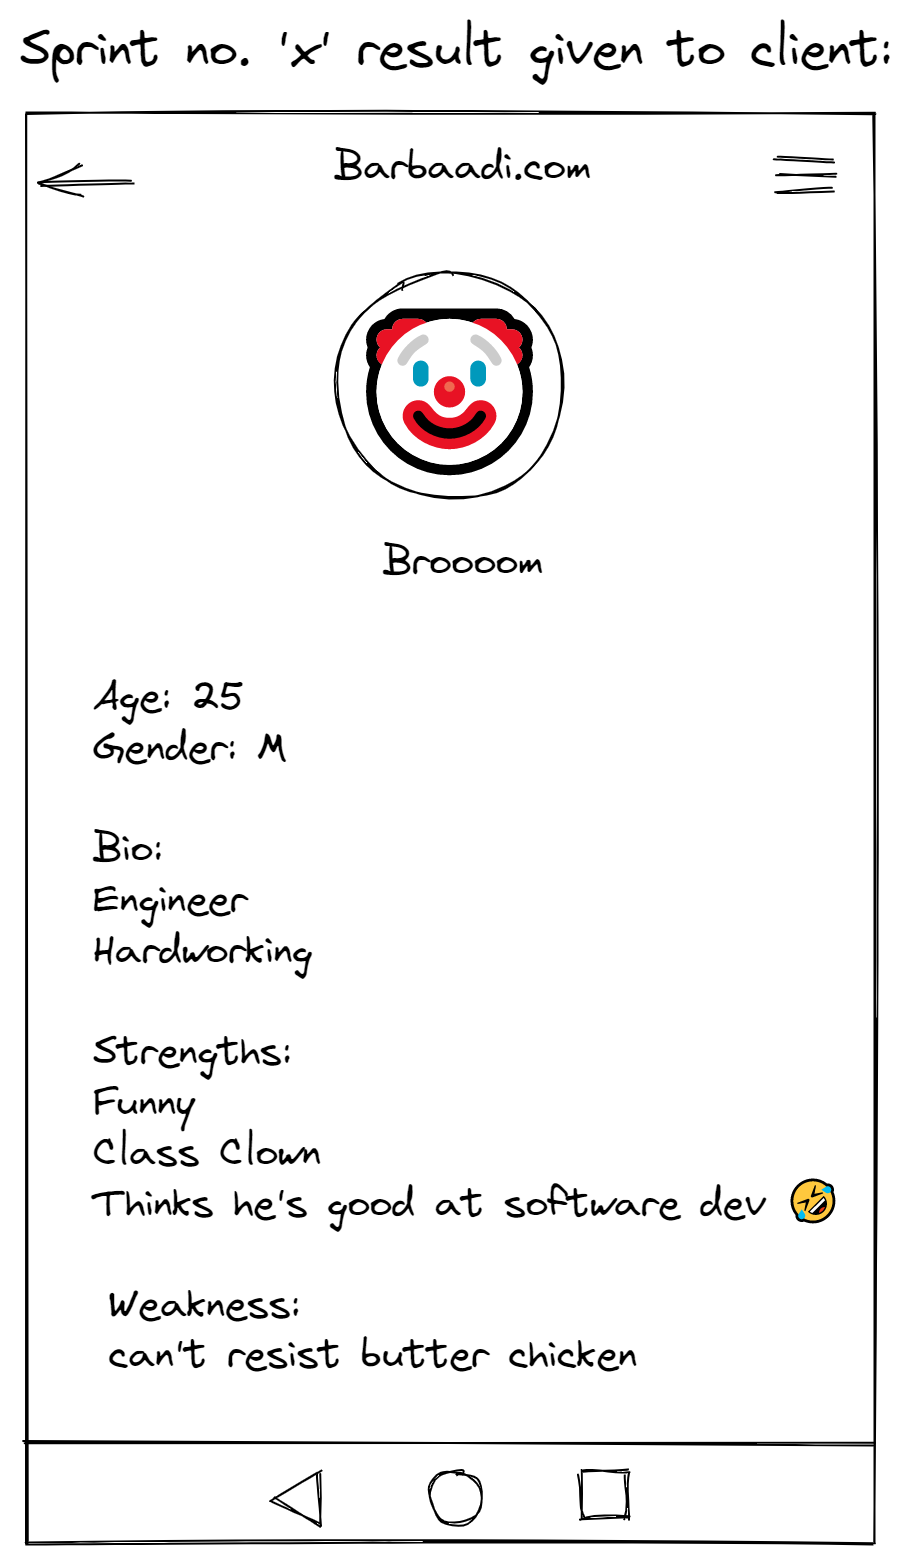 Sprint no. 'x' result given to client:
Barbaadi.com
Broooom
Age: 25
Gender: M
Bio:
Engineer
Hardworking
Strengths:
Funny
Class Clown
Thinks he's good at software dev 🤣
Weakness:
can't resist butter chicken